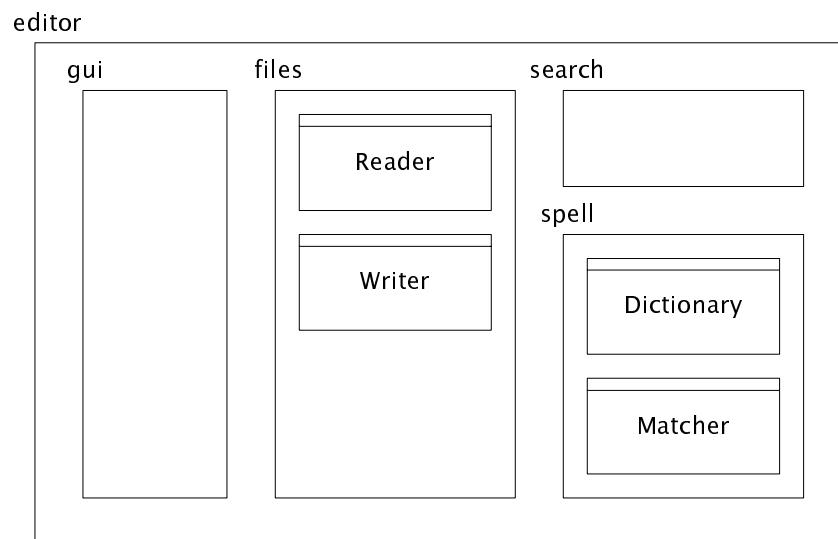 editor
gui
files
search
Reader
spell
Writer
Dictionary
Matcher